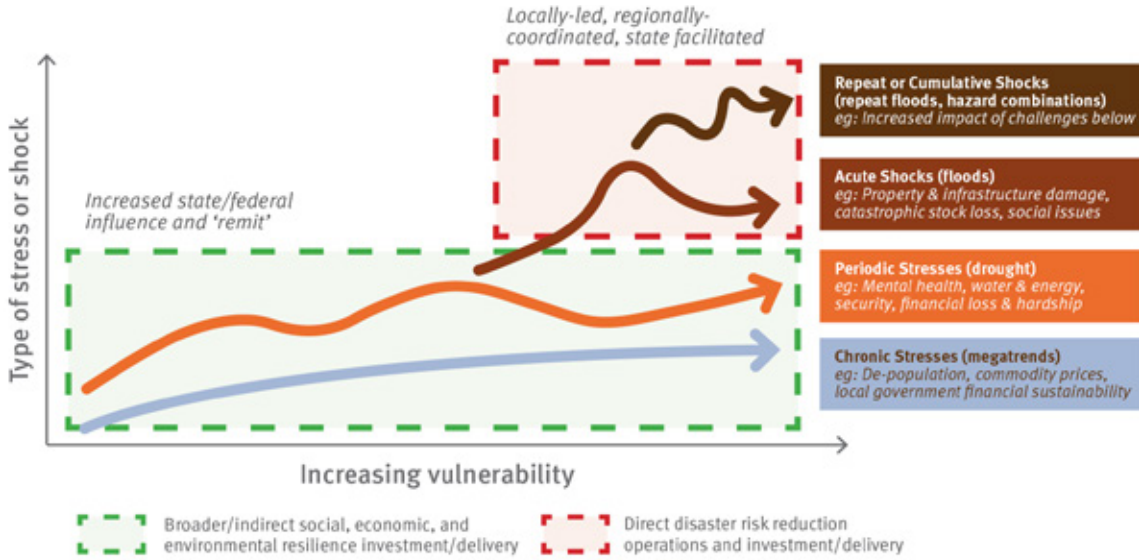 Locally-led, regionally-
coordinated, state facilitated
Type of stress or shock
Increased state/federal
influence and ‘remit’
Repeat or Cumulative Shocks
(repeat floods, hazard combinations)
eg: Increased impact of challenges below
Acute Shocks (floods)
eg: Property & infrastructure damage,
catastrophic stock loss, social issues
Periodic Stresses (drought)
eg: Mental health, water & energy,
security, financial loss & hardship
Chronic Stresses (megatrends)
eg: De-population, commodity prices,
local government financial sustainability
Increasing vulnerability
Broader/indirect social, economic, and
environmental resilience investment/delivery
Direct disaster risk reduction
operations and investment/delivery